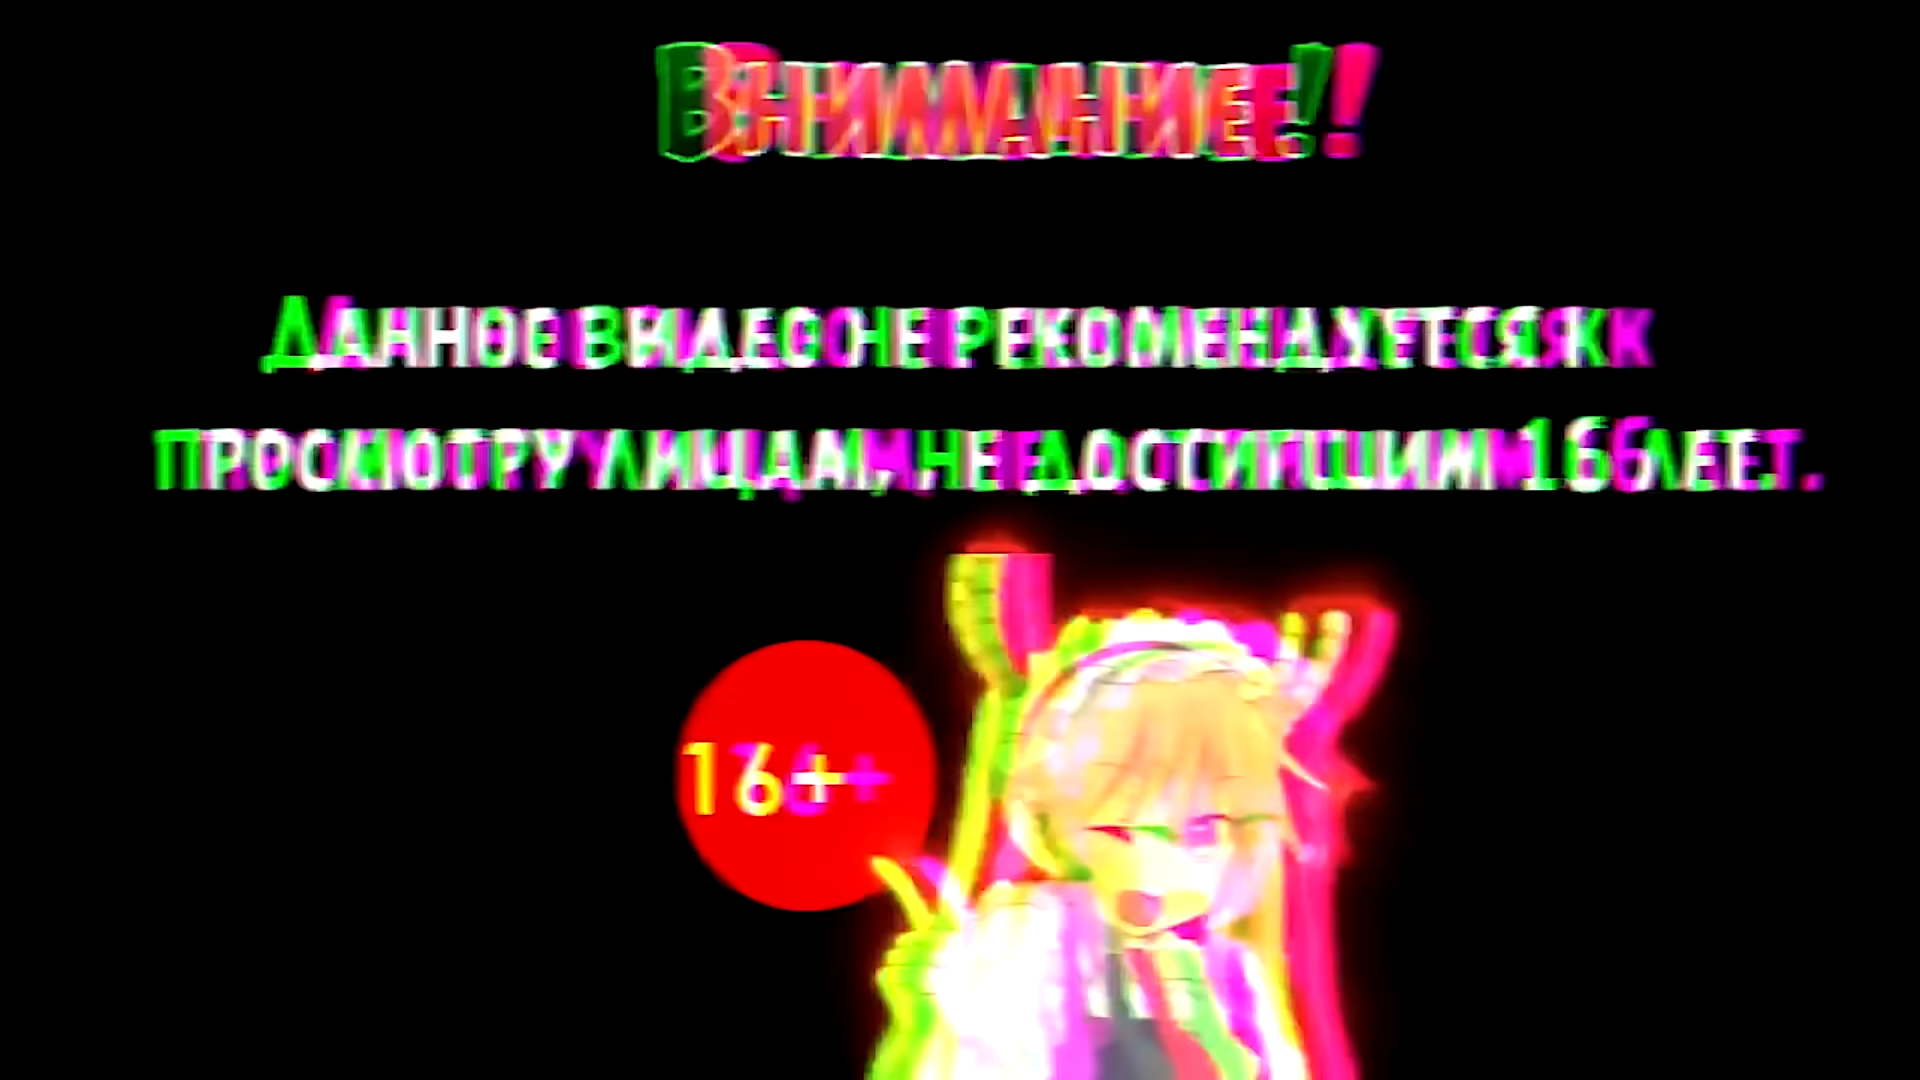 Внимание!
Данное видео не рекомендуется к
просмотру лицам, не достигшим 16 лет.
16+